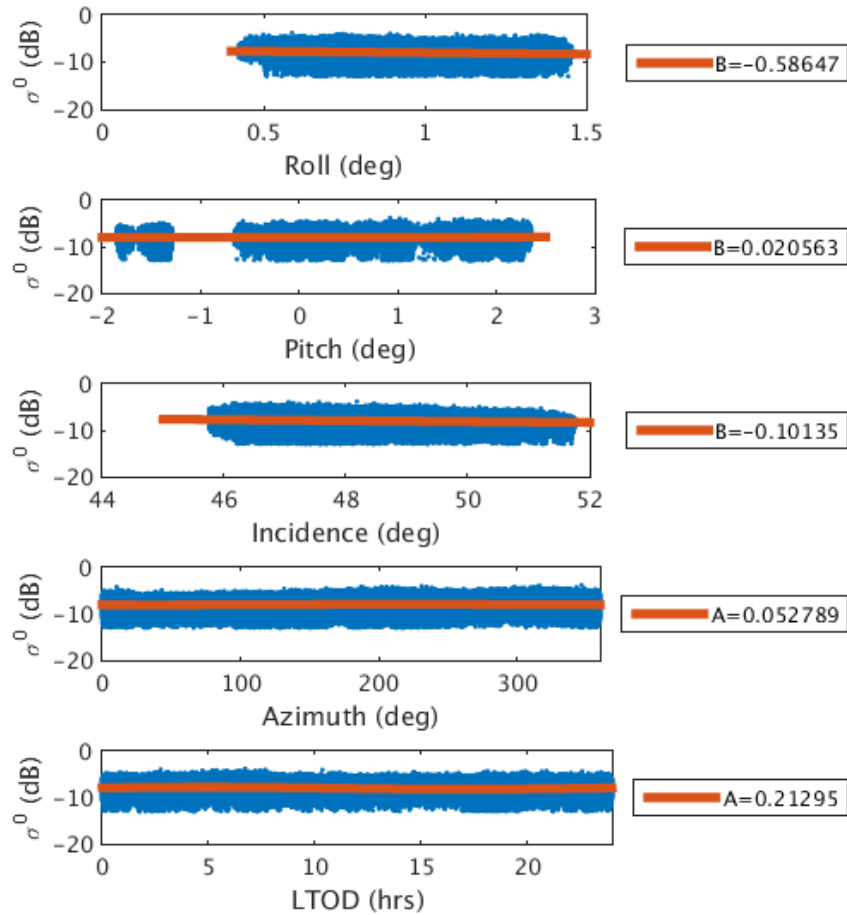 0
−10
−20
σ⁰ (dB)
0
0.5
1
1.5
Roll (deg)
B=−0.58647
0
−10
−20
σ⁰ (dB)
−2
−1
0
1
2
3
Pitch (deg)
B=0.020563
0
−10
−20
σ⁰ (dB)
44
46
48
50
52
Incidence (deg)
B=−0.10135
0
−10
−20
σ⁰ (dB)
0
100
200
300
Azimuth (deg)
A=0.052789
0
−10
−20
σ⁰ (dB)
0
5
10
15
20
LTOD (hrs)
A=0.21295